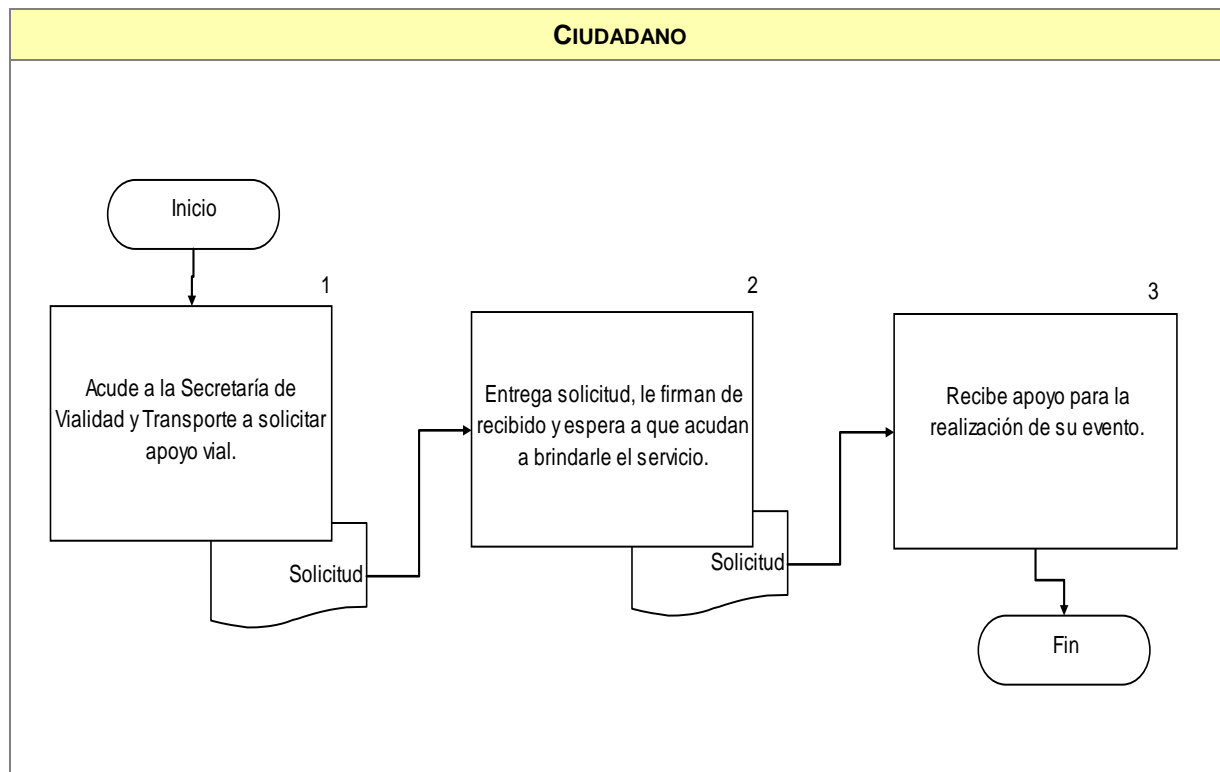 CIUDADANO
Inicio
1
Acude a la Secretaría de
Vialidad y Transporte a solicitar
apoyo vial.
Solicitud
2
Entrega solicitud, le firman de
recibido y espera a que acudan
a brindarle el servicio.
Solicitud
3
Recibe apoyo para la
realización de su evento.
Fin